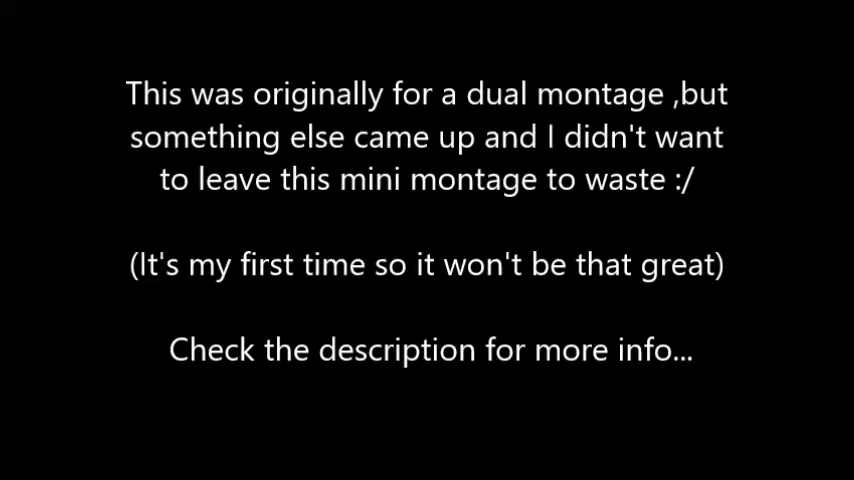 This was originally for a dual montage ,but
something else came up and I didn't want
to leave this mini montage to waste :/
(It's my first time so it won't be that great)
Check the description for more info...